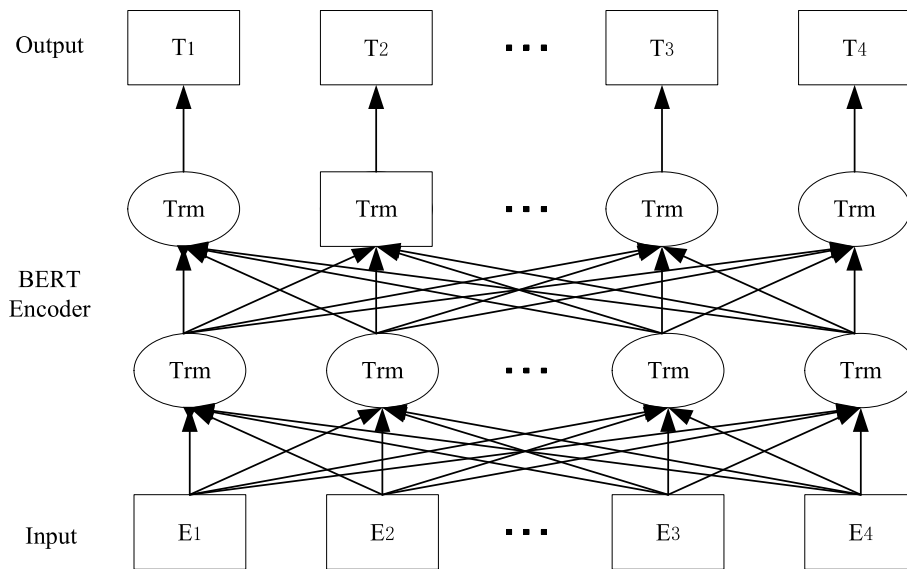 Output
T1
T2
...
T3
T4
Trm
Trm
...
Trm
Trm
BERT
Encoder
Trm
Trm
...
Trm
Trm
Input
E1
E2
...
E3
E4